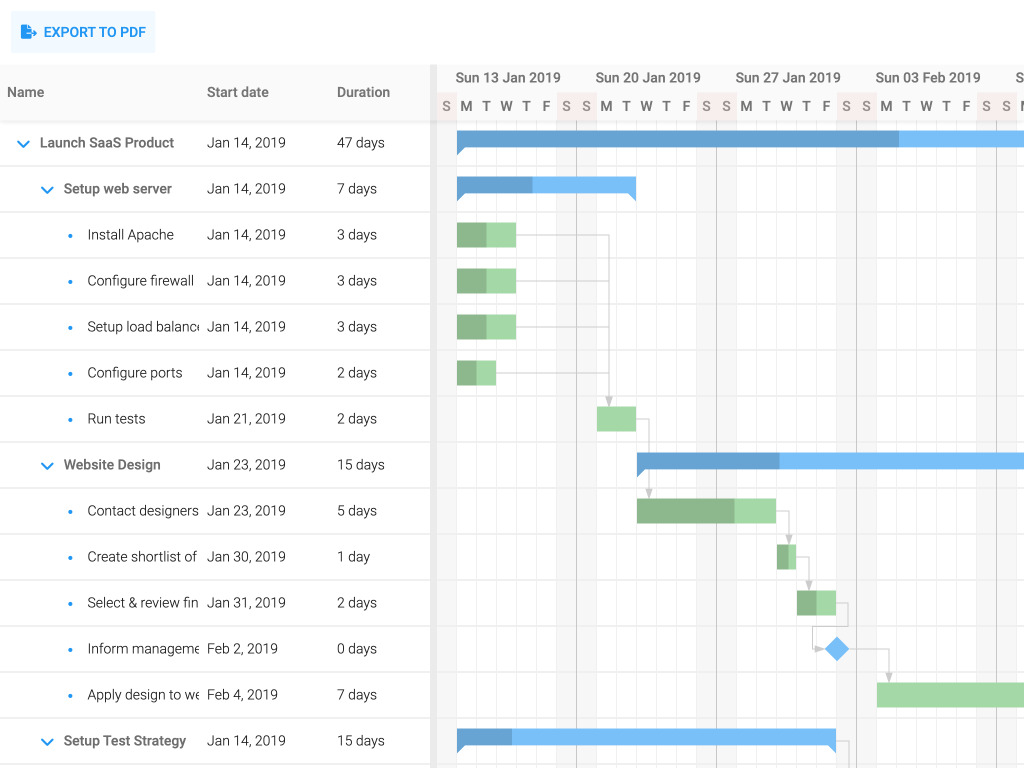 EXPORT TO PDF
Name Start date Duration
Sun 13 Jan 2019 Sun 20 Jan 2019 Sun 27 Jan 2019 Sun 03 Feb 2019 S
S M T W T F S S M T W T F S S M T W T F S S M T W T F S S
Launch SaaS Product Jan 14, 2019 47 days
Setup web server Jan 14, 2019 7 days
Install Apache Jan 14, 2019 3 days
Configure firewall Jan 14, 2019 3 days
Setup load balance Jan 14, 2019 3 days
Configure ports Jan 14, 2019 2 days
Run tests Jan 21, 2019 2 days
Website Design Jan 23, 2019 15 days
Contact designers Jan 23, 2019 5 days
Create shortlist of Jan 30, 2019 1 day
Select & review fin Jan 31, 2019 2 days
Inform manageme Feb 2, 2019 0 days
Apply design to we Feb 4, 2019 7 days
Setup Test Strategy Jan 14, 2019 15 days